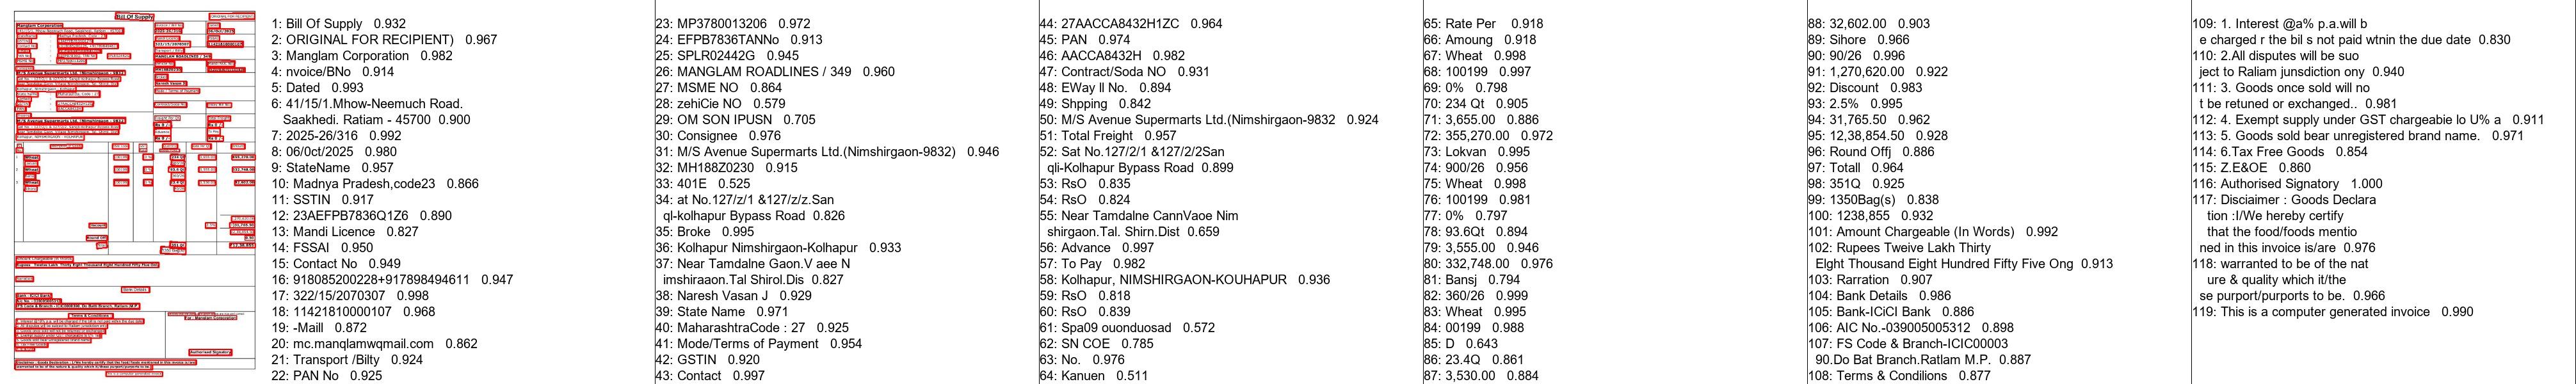 1: Bill Of Supply 0.932
2: ORIGINAL FOR RECIPIENT) 0.967
3: Manglam Corporation 0.982
4: nvoice/BNo 0.914
5: Dated 0.993
6: 41/15/1.Mhow-Neemuch Road.
Saakhedi. Ratiam - 45700 0.900
7: 2025-26/316 0.992
8: 06/0ct/2025 0.980
9: StateName 0.957
10: Madnya Pradesh,code23 0.866
11: SSTIN 0.917
12: 23AEFPB7836Q1Z6 0.890
13: Mandi Licence 0.827
14: FSSAI 0.950
15: Contact No 0.949
16: 918085200228+917898494611 0.947
17: 322/15/2070307 0.998
18: 11421810000107 0.968
19: -Maill 0.872
20: mc.manqlamwqmail.com 0.862
21: Transport /Bilty 0.924
22: PAN No 0.925
23: MP3780013206 0.972
24: EFPB7836TANNo 0.913
25: SPLR02442G 0.945
26: MANGLAM ROADLINES / 349 0.960
27: MSME NO 0.864
28: zehiCie NO 0.579
29: OM SON IPUSN 0.705
30: Consignee 0.976
31: M/S Avenue Supermarts Ltd.(Nimshirgaon-9832) 0.946
32: MH188Z0230 0.915
33: 401E 0.525
34: at No.127/z/1 &127/z/z.San
ql-kolhapur Bypass Road 0.826
35: Broke 0.995
36: Kolhapur Nimshirgaon-Kolhapur 0.933
37: Near Tamdalne Gaon.V aee N
imshiraaon.Tal Shirol.Dis 0.827
38: Naresh Vasan J 0.929
39: State Name 0.971
40: MaharashtraCode : 27 0.925
41: Mode/Terms of Payment 0.954
42: GSTIN 0.920
43: Contact 0.997
44: 27AACCA8432H1ZC 0.964
45: PAN 0.974
46: AACCA8432H 0.982
47: Contract/Soda NO 0.931
48: EWay ll No. 0.894
49: Shpping 0.842
50: M/S Avenue Supermarts Ltd.(Nimshirgaon-9832 0.924
51: Total Freight 0.957
52: Sat No.127/2/1 &127/2/2San
qli-Kolhapur Bypass Road 0.899
53: RsO 0.835
54: RsO 0.824
55: Near Tamdalne CannVaoe Nim
shirgaon.Tal. Shirn.Dist 0.659
56: Advance 0.997
57: To Pay 0.982
58: Kolhapur, NIMSHIRGAON-KOUHAPUR 0.936
59: RsO 0.818
60: RsO 0.839
61: Spa09 ouonduosad 0.572
62: SN COE 0.785
63: No. 0.976
64: Kanuen 0.511
65: Rate Per 0.918
66: Amoung 0.918
67: Wheat 0.998
68: 100199 0.997
69: 0% 0.798
70: 234 Qt 0.905
71: 3,655.00 0.886
72: 355,270.00 0.972
73: Lokvan 0.995
74: 900/26 0.956
75: Wheat 0.998
76: 100199 0.981
77: 0% 0.797
78: 93.6Qt 0.894
79: 3,555.00 0.946
80: 332,748.00 0.976
81: Bansj 0.794
82: 360/26 0.999
83: Wheat 0.995
84: 00199 0.988
85: D 0.643
86: 23.4Q 0.861
87: 3,530.00 0.884
88: 32,602.00 0.903
89: Sihore 0.966
90: 90/26 0.996
91: 1,270,620.00 0.922
92: Discount 0.983
93: 2.5% 0.995
94: 31,765.50 0.962
95: 12,38,854.50 0.928
96: Round Offj 0.886
97: Totall 0.964
98: 351Q 0.925
99: 1350Bag(s) 0.838
100: 1238,855 0.932
101: Amount Chargeable (In Words) 0.992
102: Rupees Tweive Lakh Thirty
Elght Thousand Eight Hundred Fifty Five Ong 0.913
103: Rarration 0.907
104: Bank Details 0.986
105: Bank-ICiCI Bank 0.886
106: AIC No.-039005005312 0.898
107: FS Code & Branch-ICIC00003
90.Do Bat Branch.Ratlam M.P. 0.887
108: Terms & Condilions 0.877
109: 1. Interest @a% p.a.will b
e charged r the bil s not paid wtnin the due date 0.830
110: 2.All disputes will be suo
ject to Raliam junsdiction ony 0.940
111: 3. Goods once sold will no
t be retuned or exchanged.. 0.981
112: 4. Exempt supply under GST chargeabie lo U% a 0.911
113: 5. Goods sold bear unregistered brand name. 0.971
114: 6.Tax Free Goods 0.854
115: Z.E&OE 0.860
116: Authorised Signatory 1.000
117: Disclaimer : Goods Declara
tion :I/We hereby certify
that the food/foods mentio
ned in this invoice is/are 0.976
118: warranted to be of the nat
ure & quality which it/the
se purport/purports to be. 0.966
119: This is a computer generated invoice 0.990